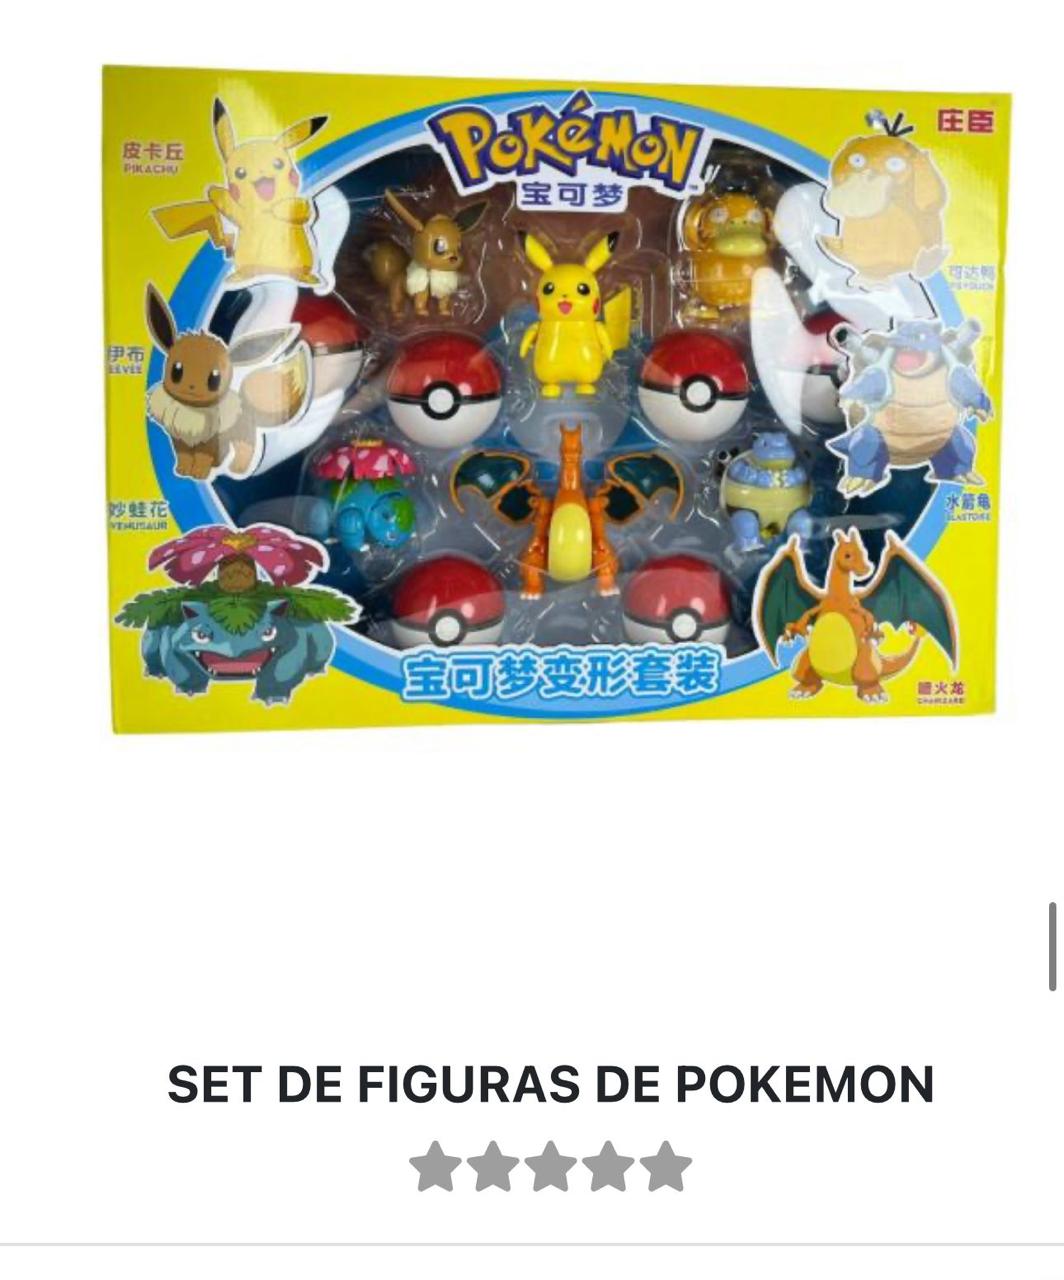 POKéMON
宝可梦
庄臣
皮卡丘
PIKACHU
可达鸭
PSYDUCK
伊布
EEVEE
妙蛙花
VENUSAUR
水箭龟
BLASTOISE
宝可梦变形套装
喷火龙
CHARIZARD
SET DE FIGURAS DE POKEMON